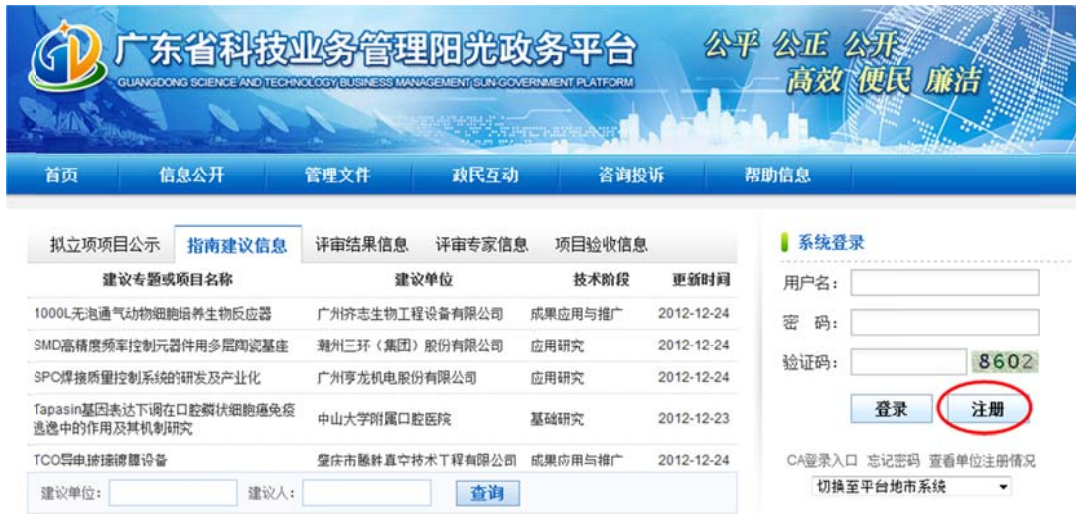 广东省科技业务管理阳光政务平台
GUANGDONG SCIENCE AND TECHNOLOGY BUSINESS MANAGEMENT SUN-GOVERNMENT PLATFORM
公平 公正 公开
高效 便民 廉洁
首页 信息公开 管理文件 政民互动 咨询投诉 帮助信息
拟立项项目公示 指南建议信息 评审结果信息 评审专家信息 项目验收信息
建议专题或项目名称 建议单位 技术阶段 更新时间
1000L无泡通气动物细胞培养生物反应器 广州齐志生物工程设备有限公司 成果应用与推广 2012-12-24
SMD高精度频率控制元器件用多层陶瓷基座 潮州三环（集团）股份有限公司 应用研究 2012-12-24
SPC焊接质量控制系统的研发及产业化 广州亨龙机电股份有限公司 应用研究 2012-12-24
Tapasin基因表达下调在口腔鳞状细胞癌免疫
逃逸中的作用及其机制研究 中山大学附属口腔医院 基础研究 2012-12-23
TCO导电玻璃镀膜设备 肇庆市腾胜真空技术工程有限公司 成果应用与推广 2012-12-24
建议单位： 建议人： 查询
系统登录
用户名：
密 码：
验证码： 8602
登录 注册
CA登录入口 忘记密码 查看单位注册情况
切换至平台地市系统